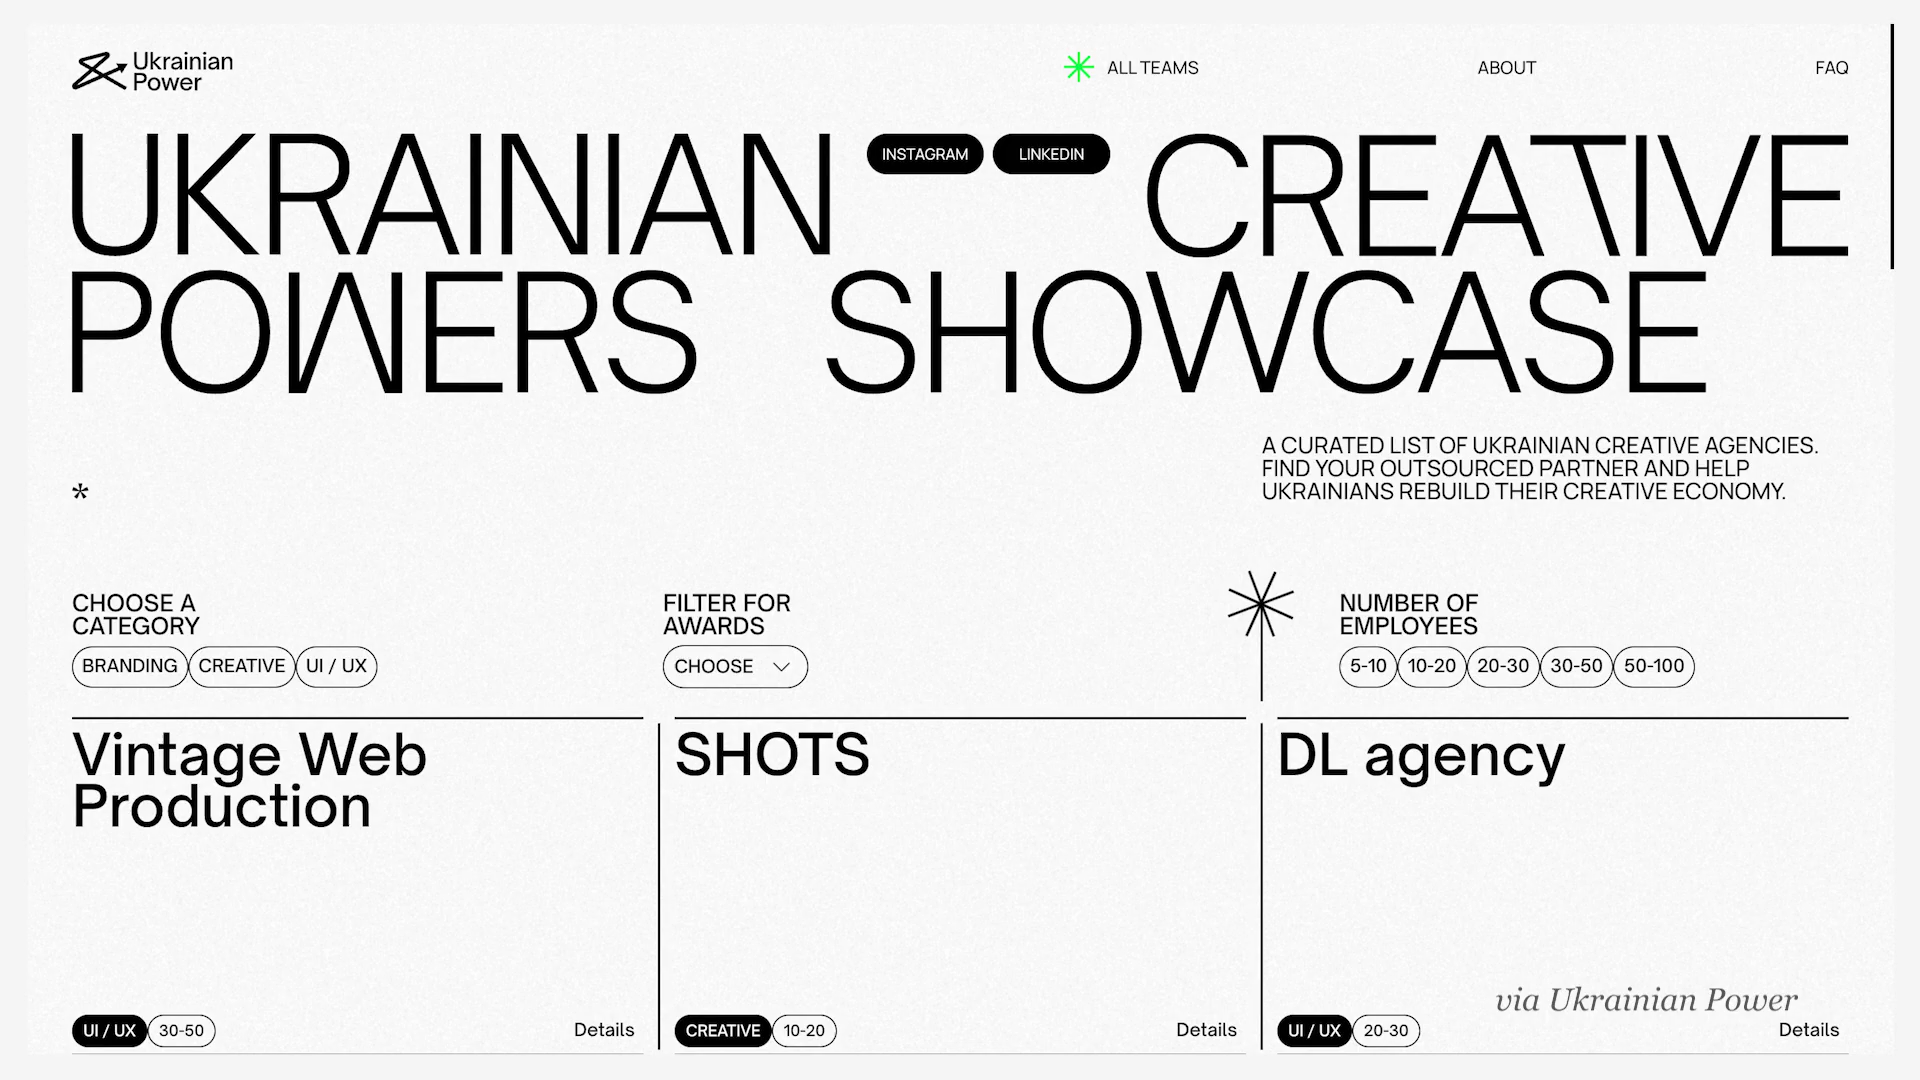 Ukrainian
Power
ALL TEAMS
ABOUT
FAQ
UKRAINIAN INSTAGRAM LINKEDIN CREATIVE
POWERS SHOWCASE
A CURATED LIST OF UKRAINIAN CREATIVE AGENCIES.
FIND YOUR OUTSOURCED PARTNER AND HELP
UKRAINIANS REBUILD THEIR CREATIVE ECONOMY.
*
CHOOSE A
CATEGORY
BRANDING CREATIVE UI / UX
FILTER FOR
AWARDS
CHOOSE
NUMBER OF
EMPLOYEES
5-10 10-20 20-30 30-50 50-100
Vintage Web
Production
UI / UX 30-50 Details
SHOTS
CREATIVE 10-20 Details
DL agency
via Ukrainian Power
UI / UX 20-30 Details